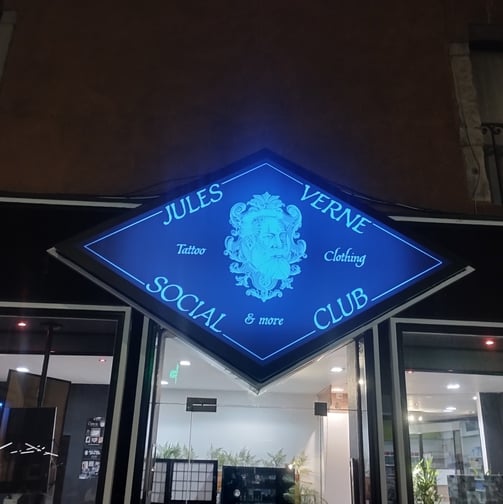 JULES VERNE
Tattoo Clothing
SOCIAL CLUB
& more